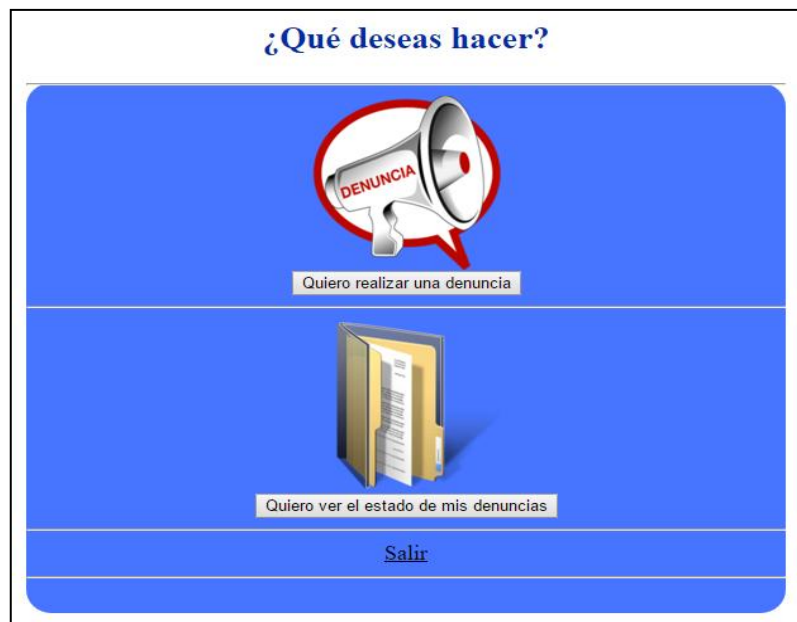 ¿Qué deseas hacer?
DENUNCIA
Quiero realizar una denuncia
Quiero ver el estado de mis denuncias
Salir